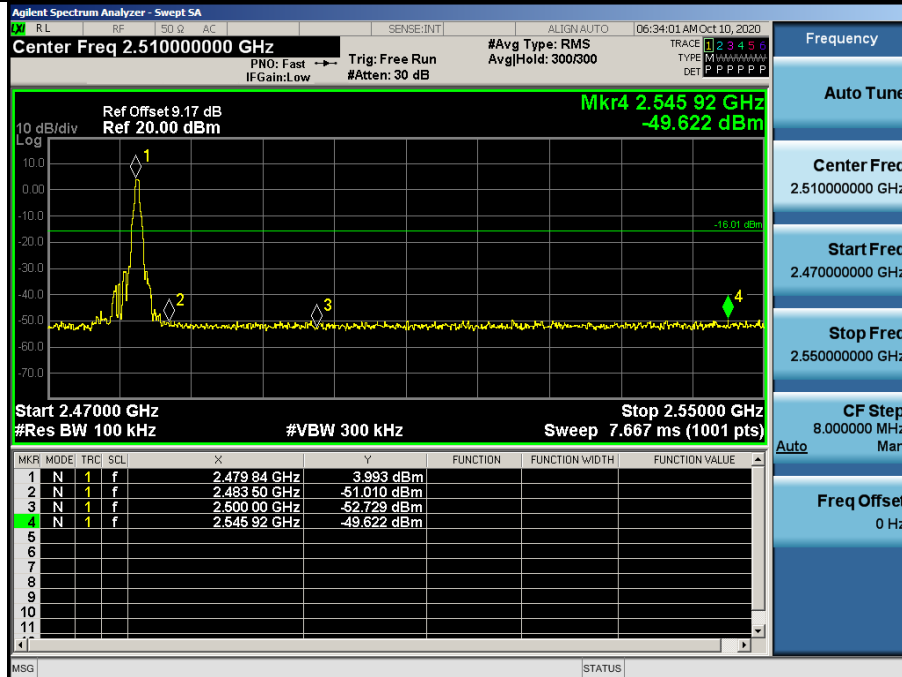 Agilent Spectrum Analyzer - Swept SA
LXI RL RF 50 Ω AC SENSE:INT ALIGN AUTO 06:34:01 AM Oct 10, 2020
Center Freq 2.510000000 GHz
PNO: Fast
IFGain:Low
Trig: Free Run
#Atten: 30 dB
#Avg Type: RMS
Avg|Hold: 300/300
TRACE 1 2 3 4 5 6
TYPE M
DET P P P P P P
Ref Offset 9.17 dB
10 dB/div Ref 20.00 dBm
Log
Mkr4 2.545 92 GHz
-49.622 dBm
10.0
0.00
-10.0
-20.0
-30.0
-40.0
-50.0
-60.0
-70.0
1
2
3
4
-16.01 dBm
Start 2.47000 GHz Stop 2.55000 GHz
#Res BW 100 kHz #VBW 300 kHz Sweep 7.667 ms (1001 pts)
MKR MODE TRC SCL X Y FUNCTION FUNCTION WIDTH FUNCTION VALUE
1 N 1 f 2.479 84 GHz 3.993 dBm
2 N 1 f 2.483 50 GHz -51.010 dBm
3 N 1 f 2.500 00 GHz -52.729 dBm
4 N 1 f 2.545 92 GHz -49.622 dBm
5
6
7
8
9
10
11
MSG STATUS
Frequency
Auto Tune
Center Freq
2.510000000 GHz
Start Freq
2.470000000 GHz
Stop Freq
2.550000000 GHz
CF Step
8.000000 MHz
Auto Man
Freq Offset
0 Hz